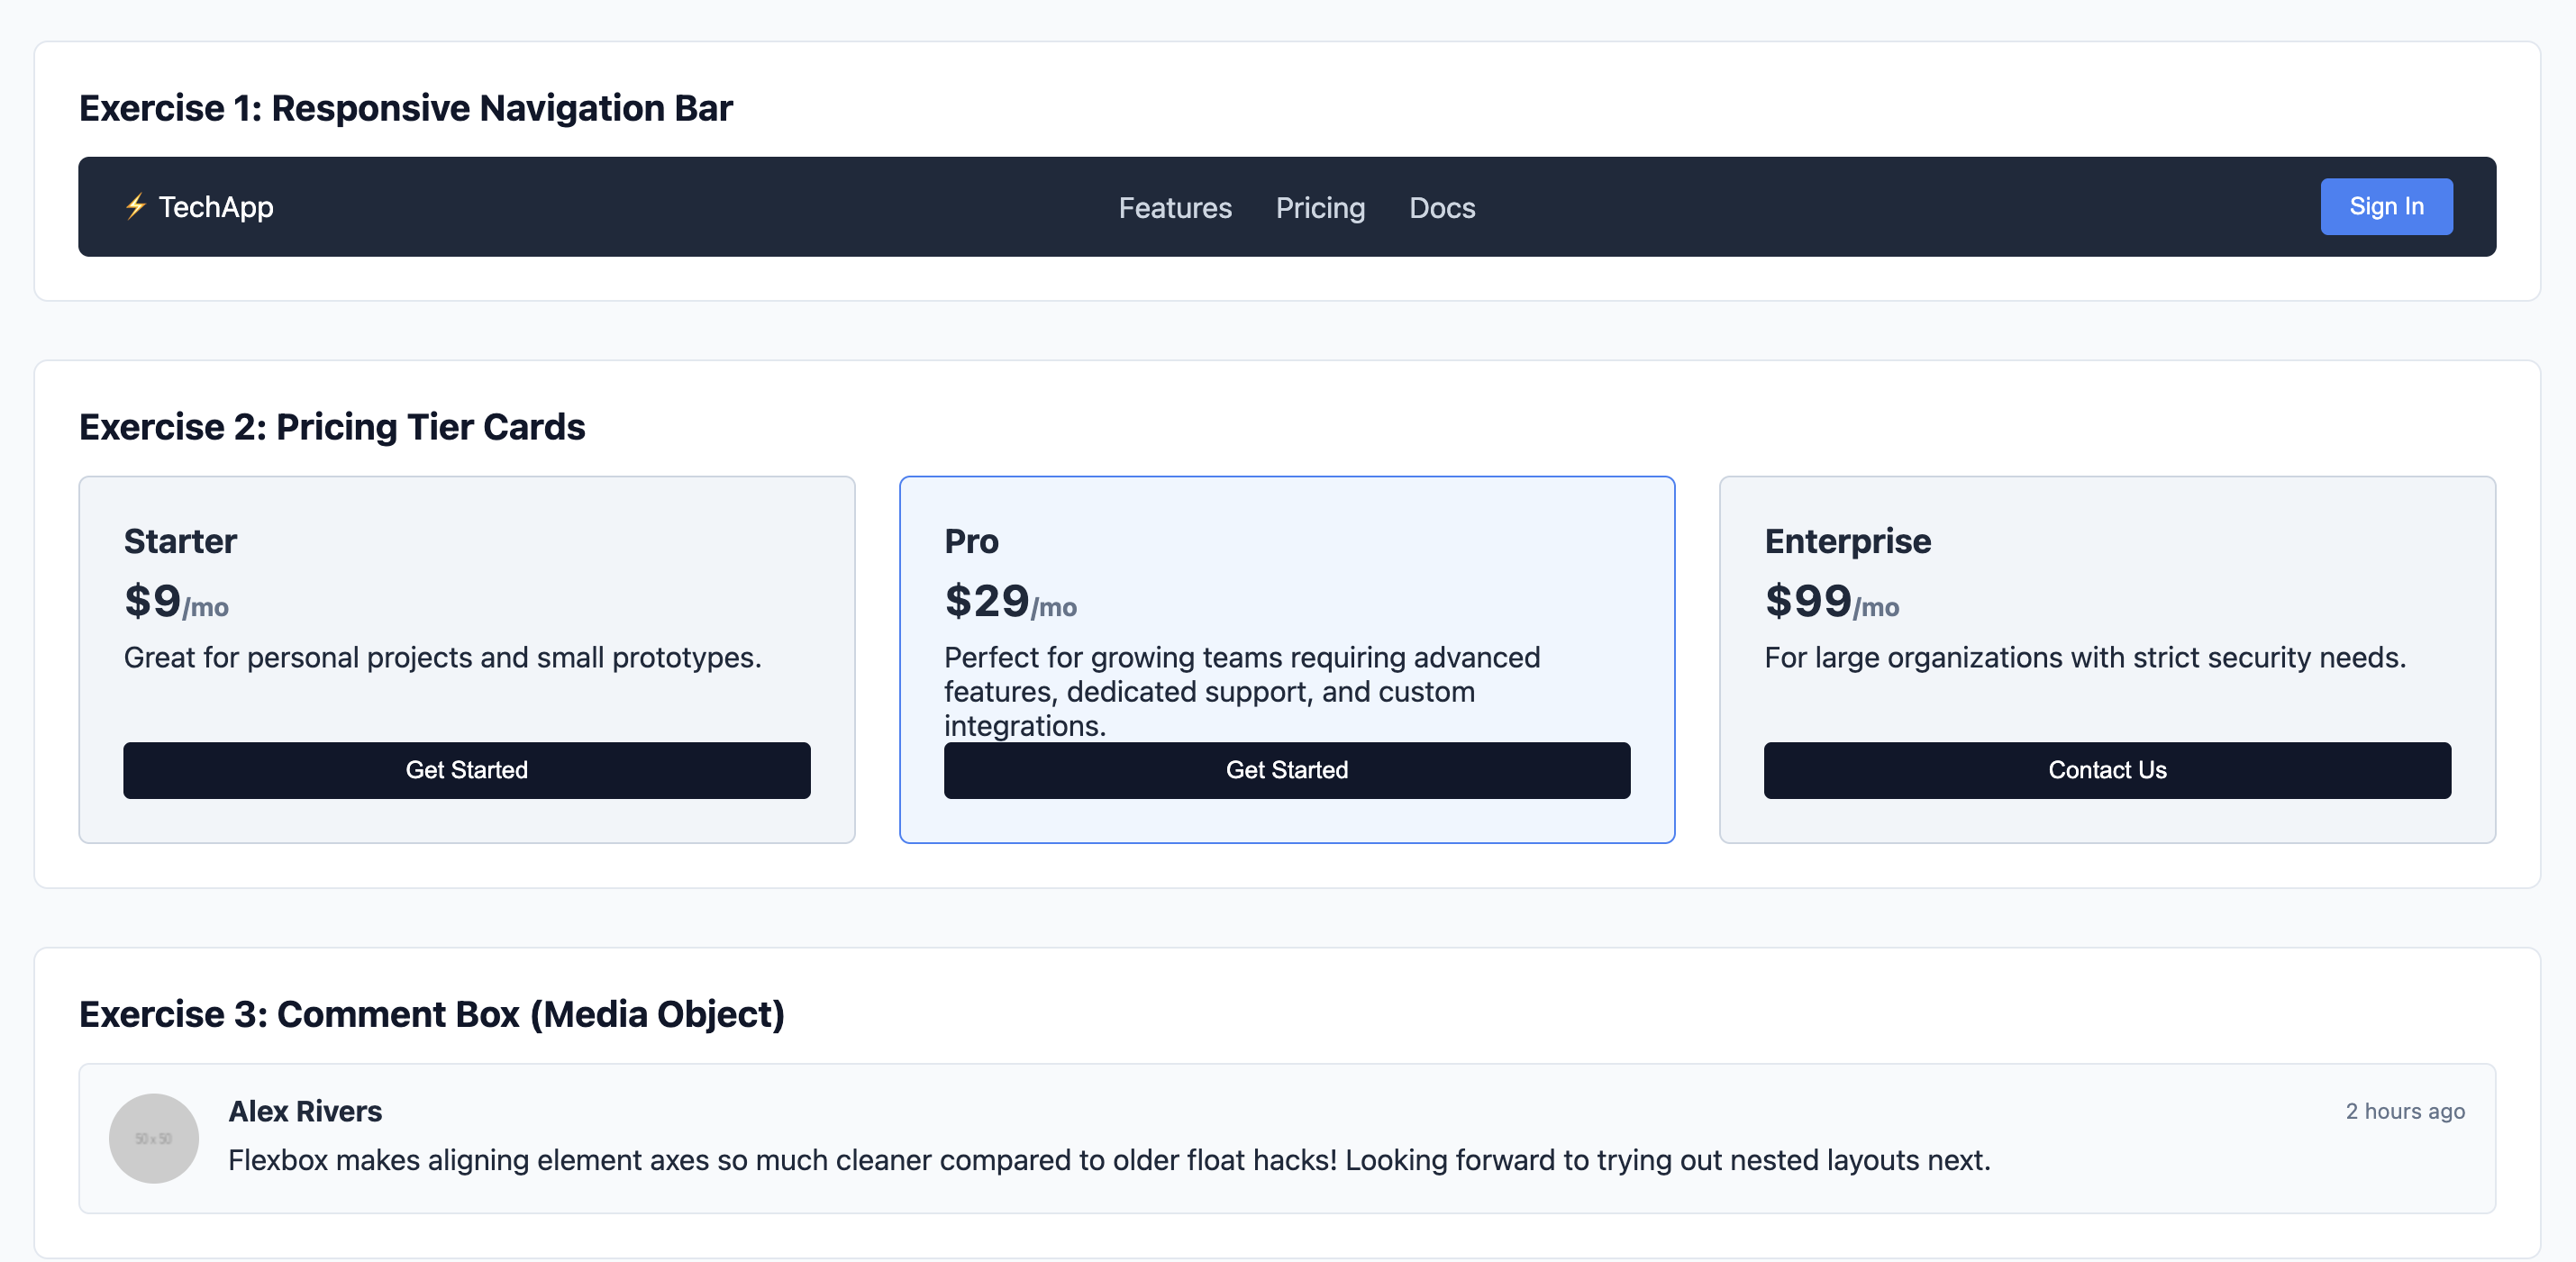 Exercise 1: Responsive Navigation Bar
⚡ TechApp
Features Pricing Docs
Sign In
Exercise 2: Pricing Tier Cards
Starter
$9/mo
Great for personal projects and small prototypes.
Get Started
Pro
$29/mo
Perfect for growing teams requiring advanced
features, dedicated support, and custom
integrations.
Get Started
Enterprise
$99/mo
For large organizations with strict security needs.
Contact Us
Exercise 3: Comment Box (Media Object)
50 x 50
Alex Rivers
2 hours ago
Flexbox makes aligning element axes so much cleaner compared to older float hacks! Looking forward to trying out nested layouts next.